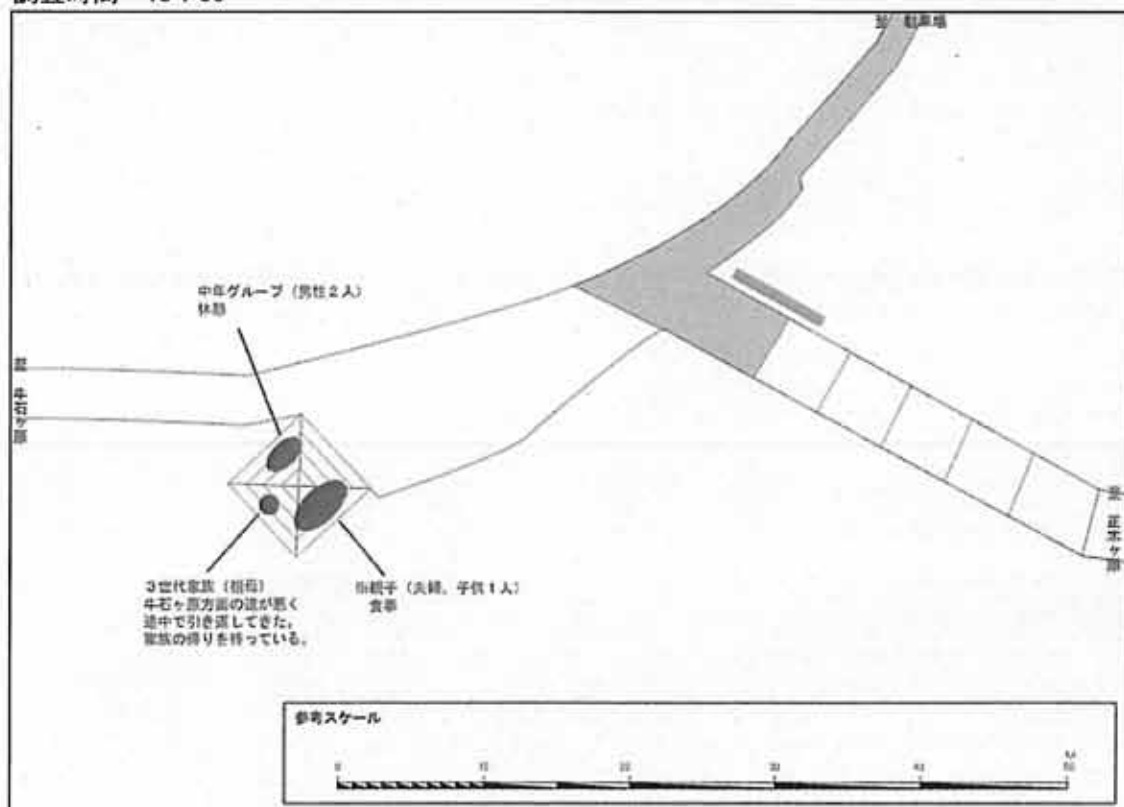 至 駐車場
中年グループ（男性２人）
休憩
至 牛石ヶ原
至 正木ヶ原
３世代家族（祖母）
牛石ヶ原方面の道が悪く
途中で引き返してきた。
家族の帰りを待っている。
親子（夫婦、子供１人）
食事
参考スケール
0 10 20 30 40 50